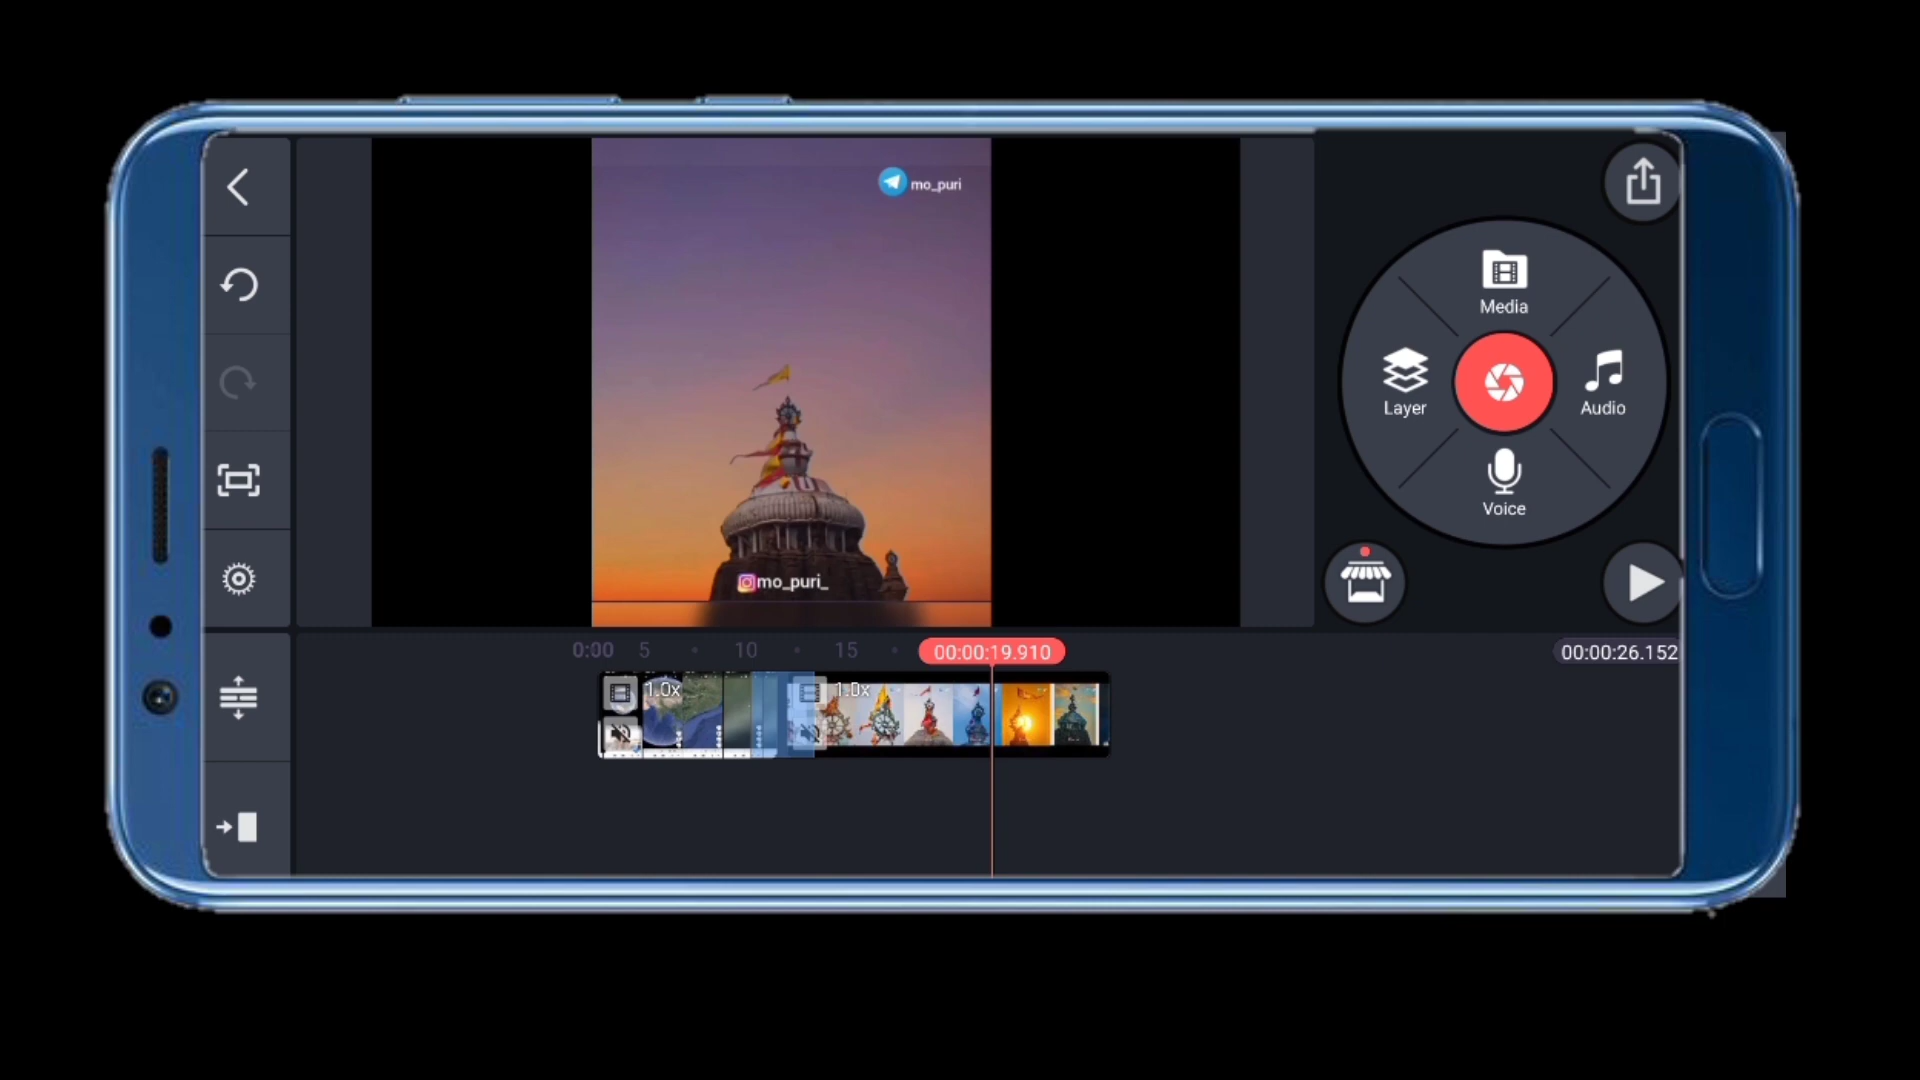 mo_puri
mo_puri_
Media
Layer
Audio
Voice
0:00 5 10 15
00:00:19.910
00:00:26.152
1.0x
1.0x